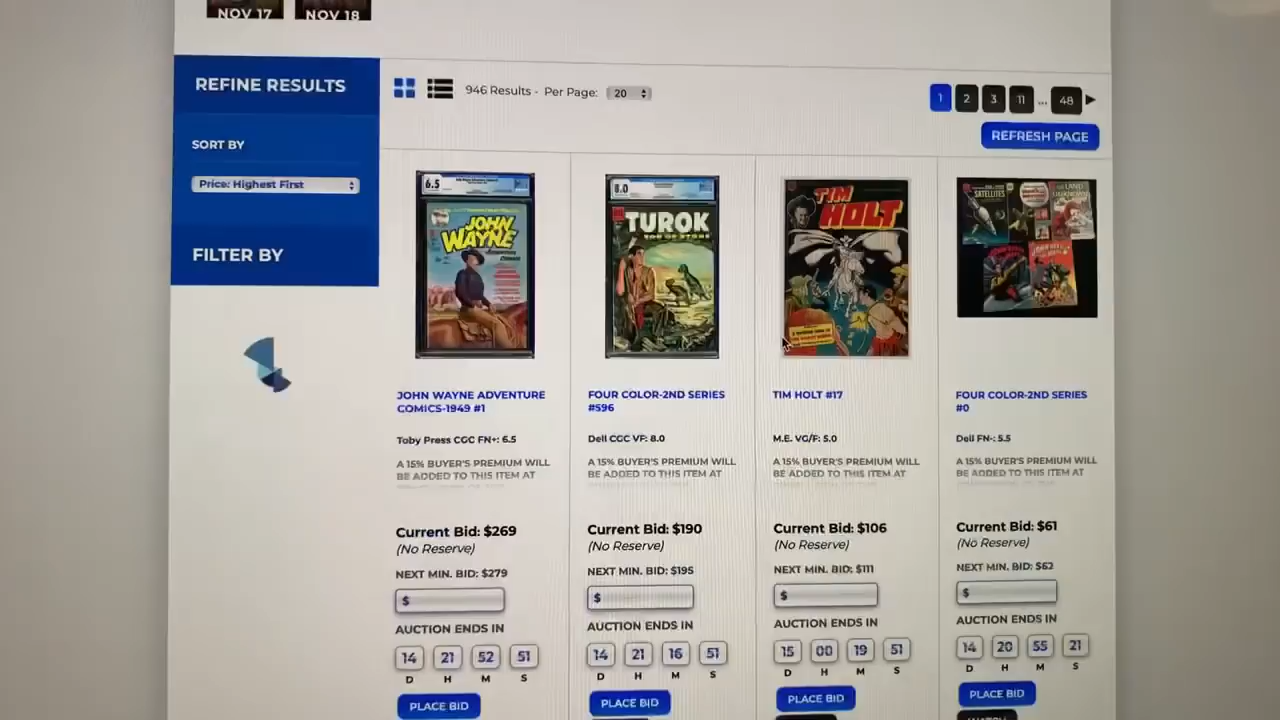 NOV 17
NOV 18
REFINE RESULTS
946 Results - Per Page: 20
1 2 3 11 ... 48
REFRESH PAGE
SORT BY
Price: Highest First
FILTER BY
6.5
JOHN WAYNE
8.0
TUROK
SON OF STONE
TIM HOLT
SATELLITES
THE LAND UNKNOWN
JOHN WAYNE ADVENTURE
COMICS-1949 #1
Toby Press CGC FN+: 6.5
A 15% BUYER'S PREMIUM WILL
BE ADDED TO THIS ITEM AT
Current Bid: $269
(No Reserve)
NEXT MIN. BID: $279
$
AUCTION ENDS IN
14 21 52 51
D H M S
PLACE BID
FOUR COLOR-2ND SERIES
#596
Dell CGC VF: 8.0
A 15% BUYER'S PREMIUM WILL
BE ADDED TO THIS ITEM AT
Current Bid: $190
(No Reserve)
NEXT MIN. BID: $195
$
AUCTION ENDS IN
14 21 16 51
D H M S
PLACE BID
TIM HOLT #17
M.E. VG/F: 5.0
A 15% BUYER'S PREMIUM WILL
BE ADDED TO THIS ITEM AT
Current Bid: $106
(No Reserve)
NEXT MIN. BID: $111
$
AUCTION ENDS IN
15 00 19 51
D H M S
PLACE BID
FOUR COLOR-2ND SERIES
#0
Dell FN-: 5.5
A 15% BUYER'S PREMIUM WILL
BE ADDED TO THIS ITEM AT
Current Bid: $61
(No Reserve)
NEXT MIN. BID: $62
$
AUCTION ENDS IN
14 20 55 21
D H M S
PLACE BID